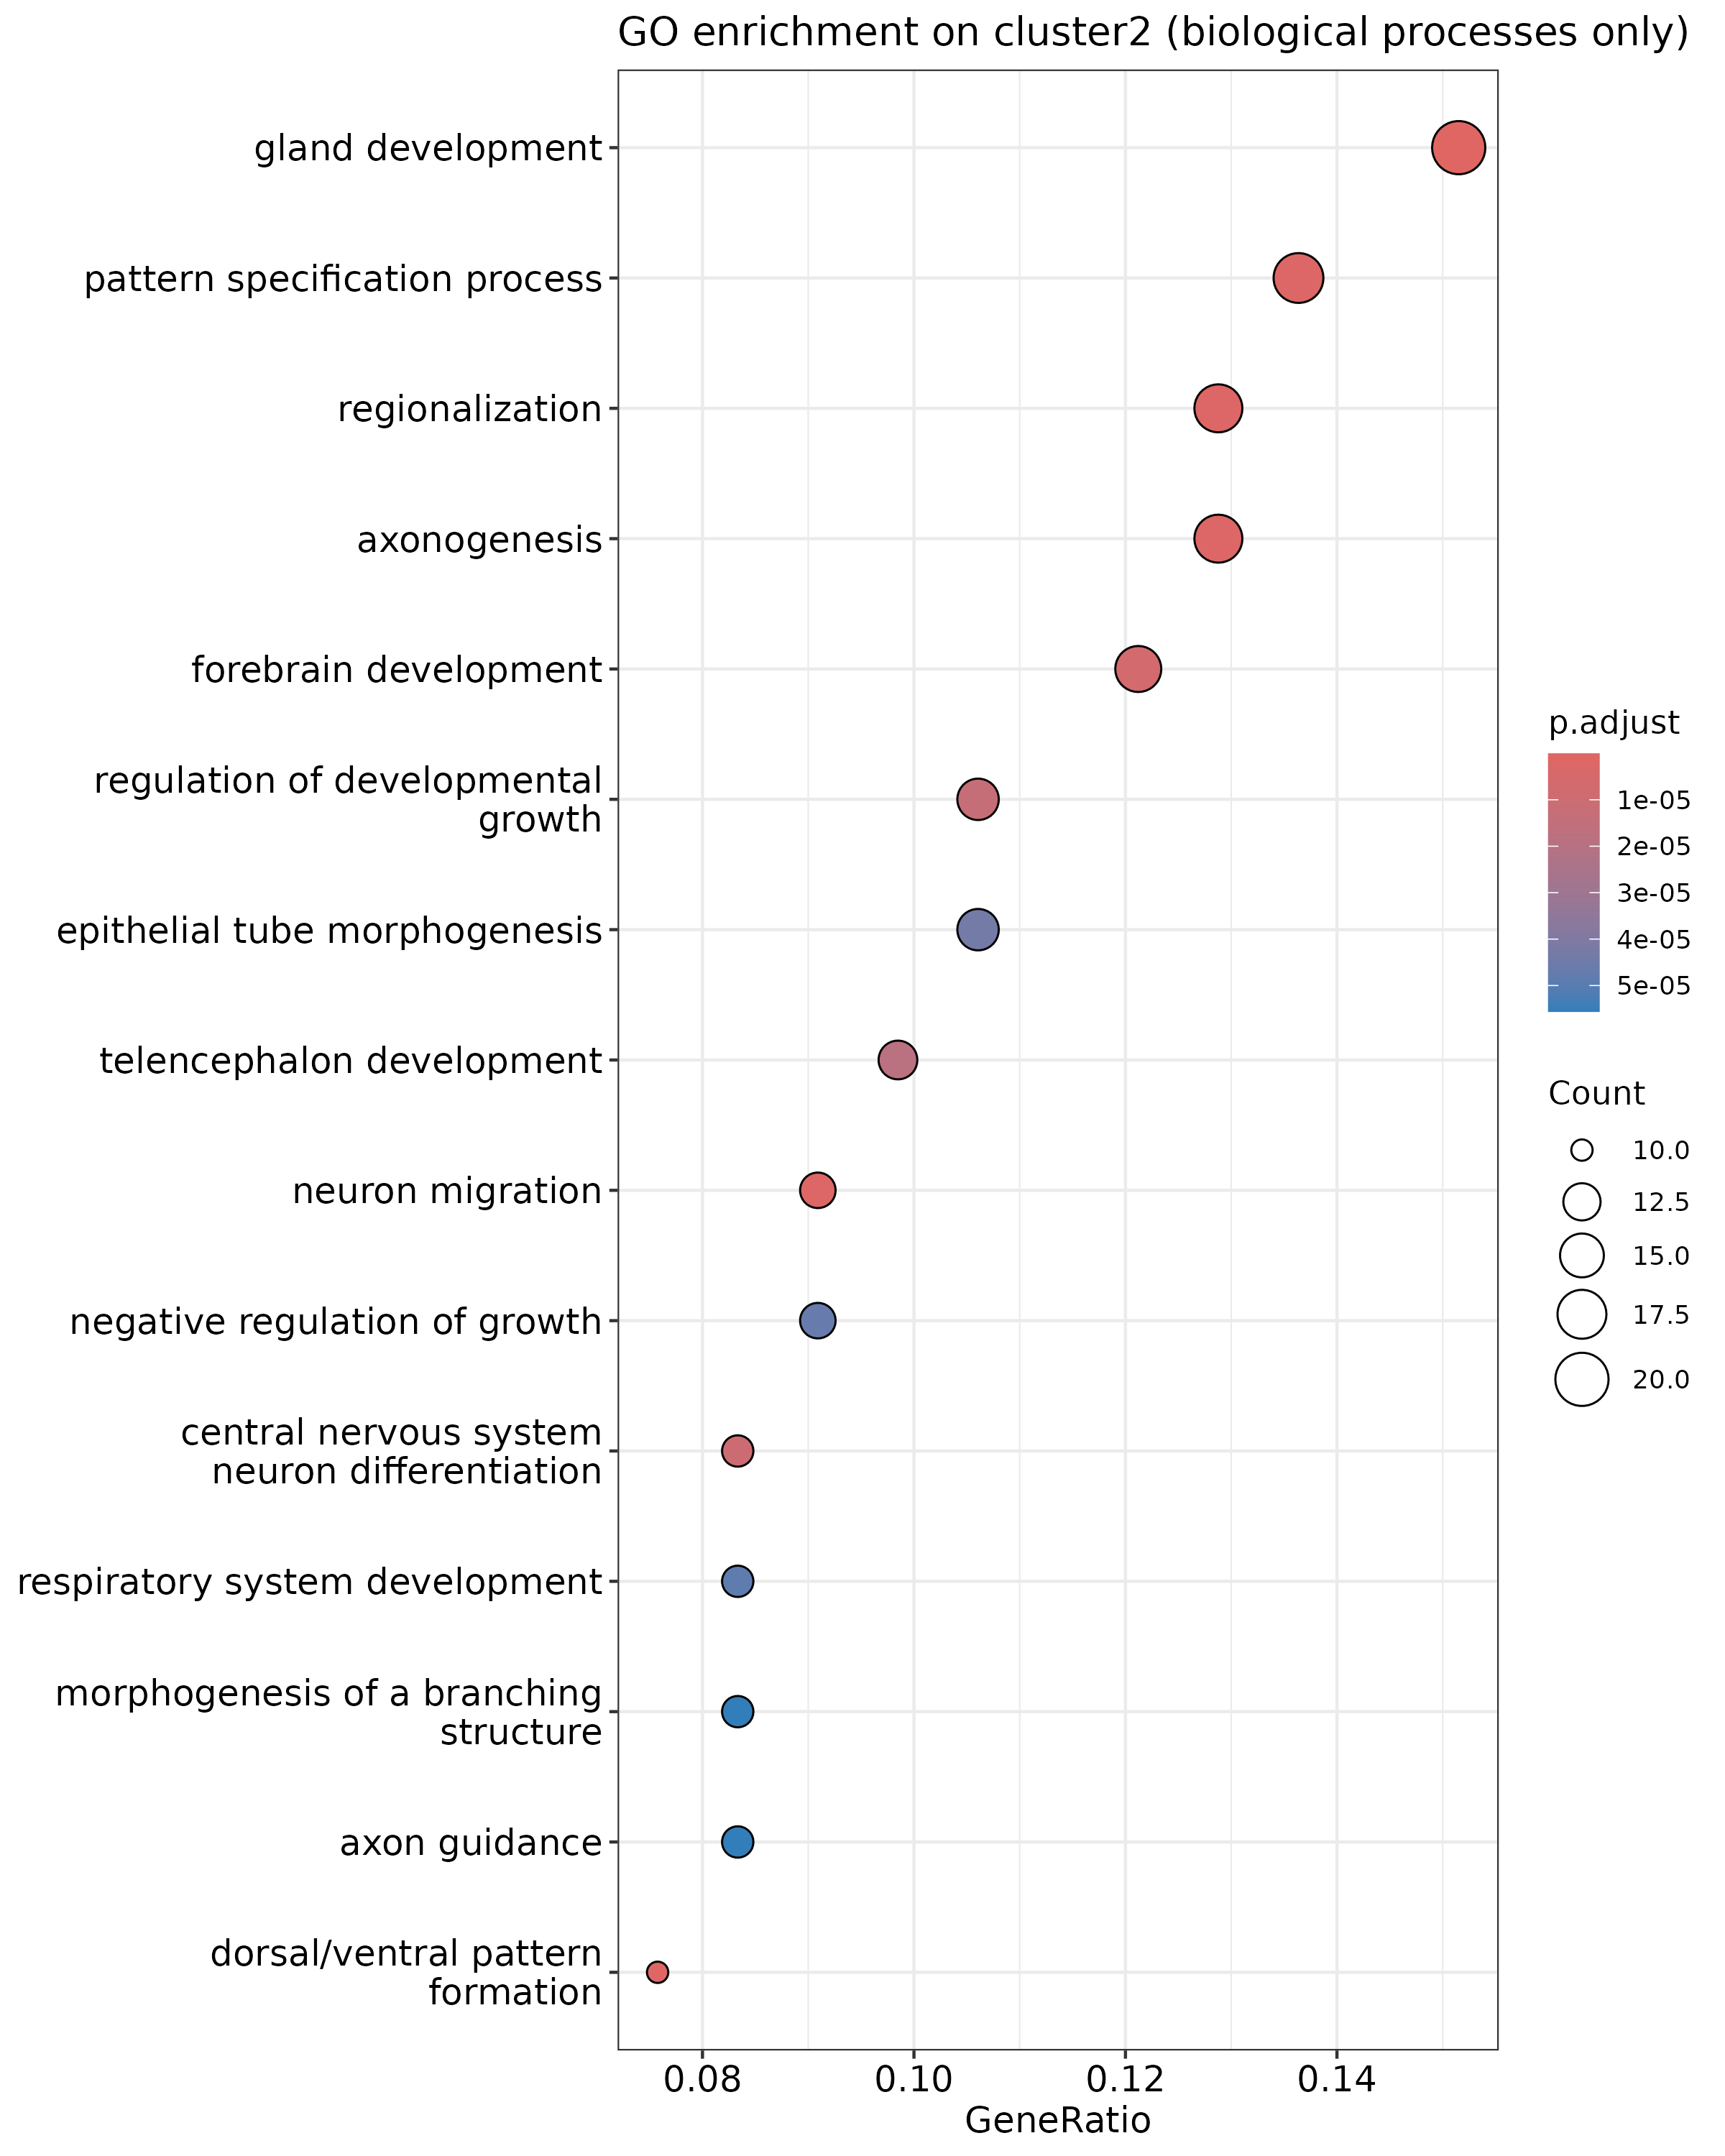 GO enrichment on cluster2 (biological processes only)
gland development
pattern specification process
regionalization
axonogenesis
forebrain development
regulation of developmental
growth
epithelial tube morphogenesis
telencephalon development
neuron migration
negative regulation of growth
central nervous system
neuron differentiation
respiratory system development
morphogenesis of a branching
structure
axon guidance
dorsal/ventral pattern
formation
0.08
0.10
0.12
0.14
GeneRatio
p.adjust
1e-05
2e-05
3e-05
4e-05
5e-05
Count
10.0
12.5
15.0
17.5
20.0